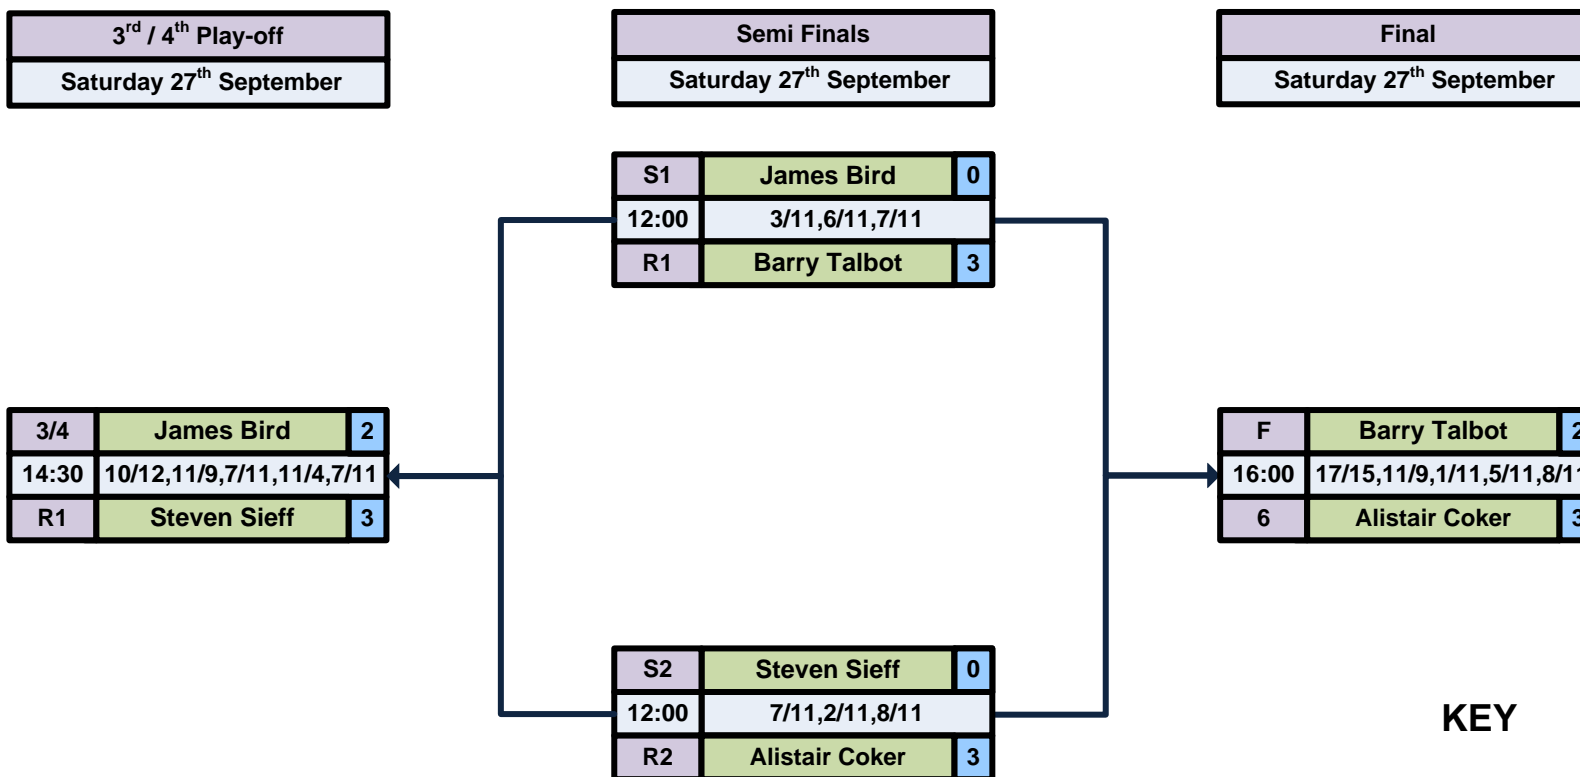 3rd / 4th Play-off
Saturday 27th September
Semi Finals
Saturday 27th September
Final
Saturday 27th September
S1 James Bird 0
12:00 3/11,6/11,7/11
R1 Barry Talbot 3
3/4 James Bird 2
14:30 10/12,11/9,7/11,11/4,7/11
R1 Steven Sieff 3
F Barry Talbot 2
16:00 17/15,11/9,1/11,5/11,8/11
6 Alistair Coker 3
S2 Steven Sieff 0
12:00 7/11,2/11,8/11
R2 Alistair Coker 3
KEY